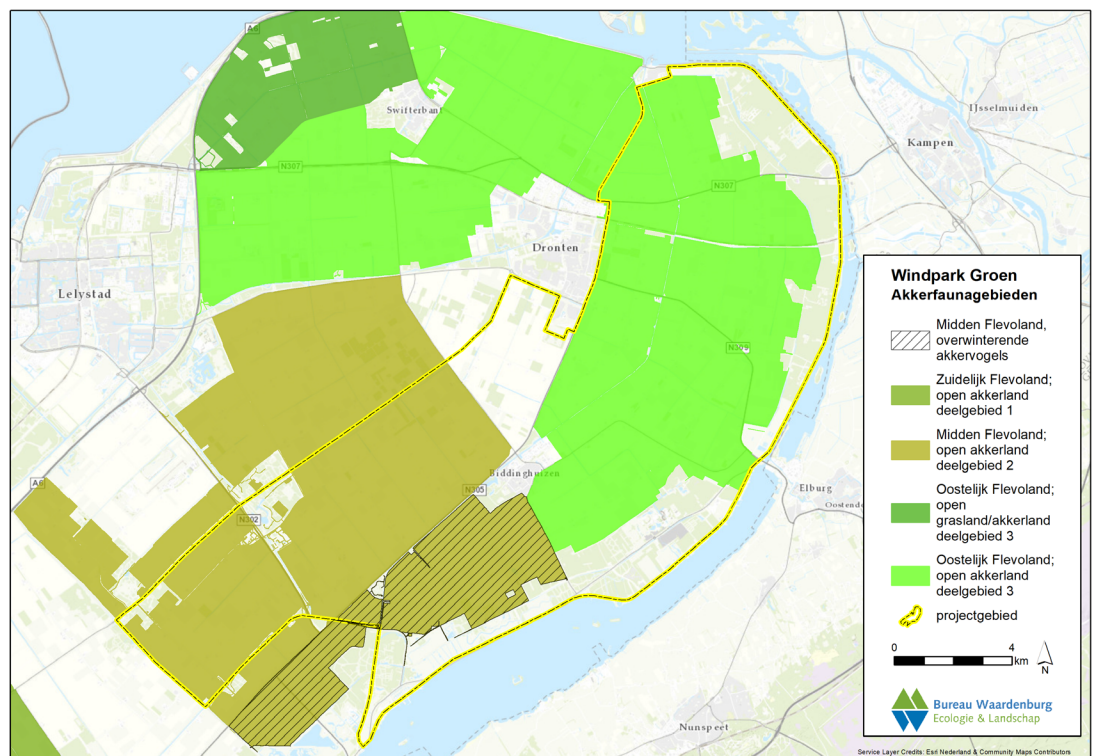 A6
Swifterbant
IJsselmuiden
Kampen
N307
N307
Dronten
Lelystad
N309
Biddinghuizen
A6
N305
Elburg
N302
Nunspeet
Windpark Groen
Akkerfaunagebieden
Midden Flevoland,
overwinterende
akkervogels
Zuidelijk Flevoland;
open akkerland
deelgebied 1
Midden Flevoland;
open akkerland
deelgebied 2
Oostelijk Flevoland;
open
grasland/akkerland
deelgebied 3
Oostelijk Flevoland;
open akkerland
deelgebied 3
projectgebied
0 4
km
N
Bureau Waardenburg
Ecologie & Landschap
Service Layer Credits: Esri Nederland & Community Maps Contributors